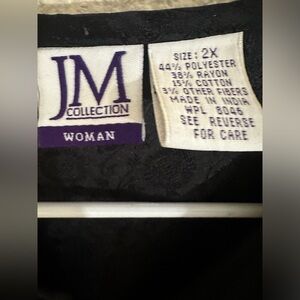 JM
COLLECTION
WOMAN
SIZE: 2X
44% POLYESTER
38% RAYON
15% COTTON
3% OTHER FIBERS
MADE IN INDIA
WPL 8046
SEE REVERSE
FOR CARE